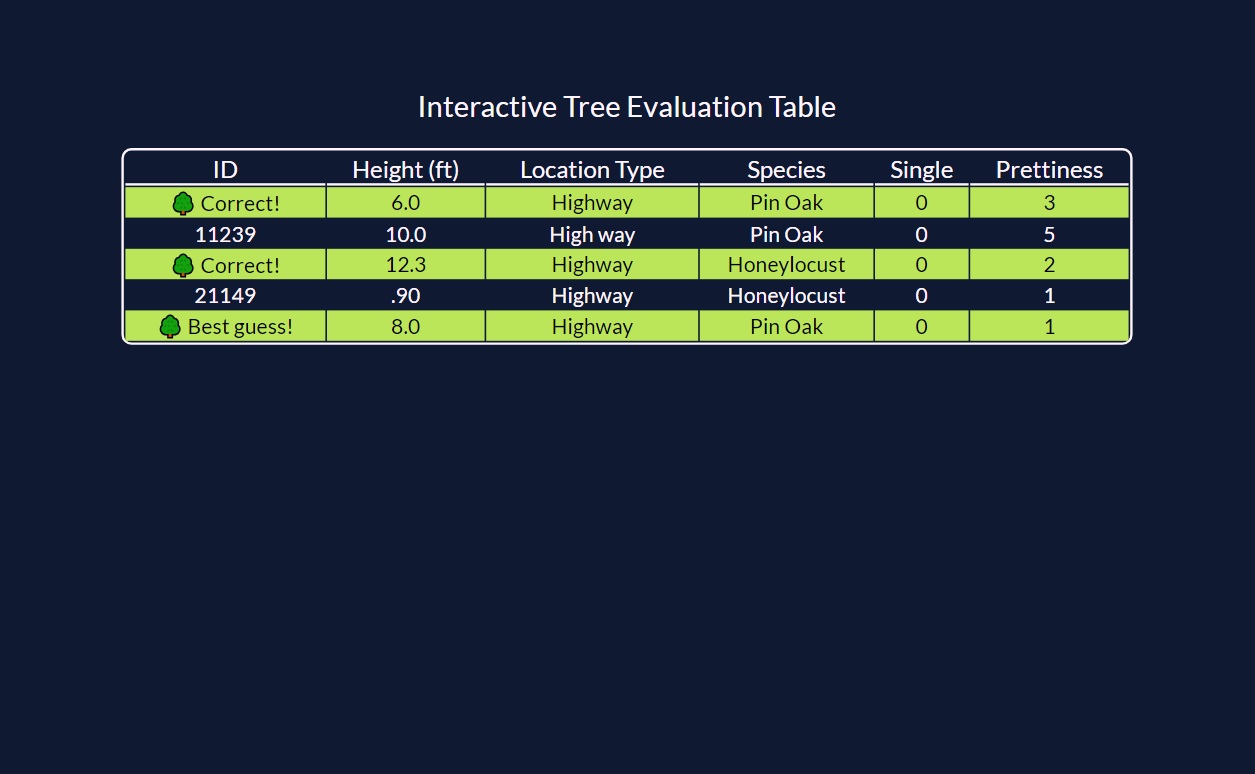 Interactive Tree Evaluation Table
ID Height (ft) Location Type Species Single Prettiness
Correct! 6.0 Highway Pin Oak 0 3
11239 10.0 High way Pin Oak 0 5
Correct! 12.3 Highway Honeylocust 0 2
21149 .90 Highway Honeylocust 0 1
Best guess! 8.0 Highway Pin Oak 0 1